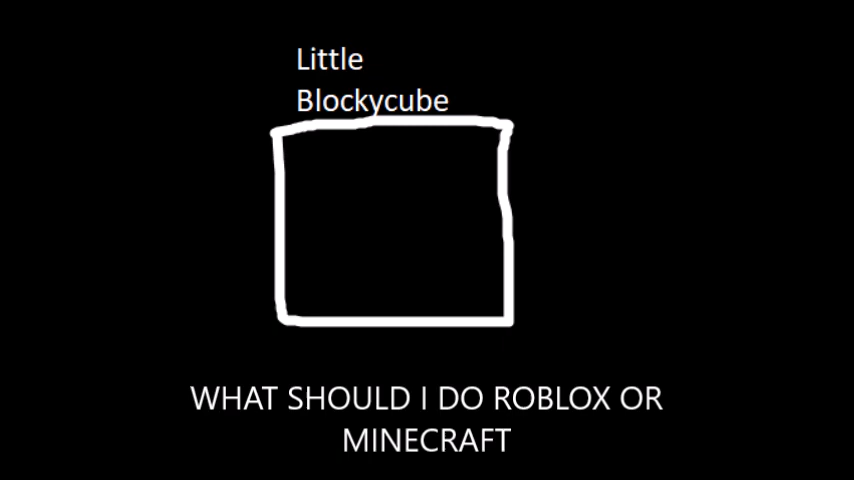 Little
Blockycube
WHAT SHOULD I DO ROBLOX OR
MINECRAFT